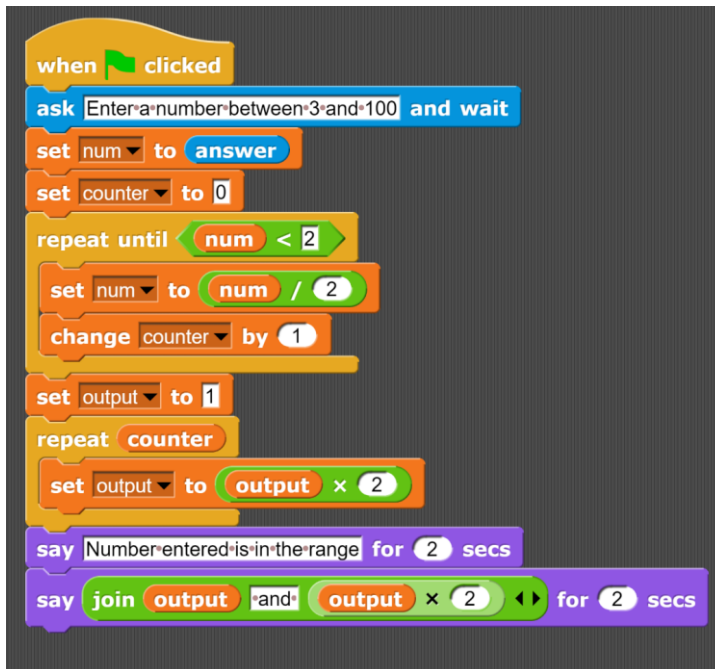 when clicked
ask Enter a number between 3 and 100 and wait
set num to answer
set counter to 0
repeat until num < 2
set num to num / 2
change counter by 1
set output to 1
repeat counter
set output to output × 2
say Number entered is in the range for 2 secs
say join output and output × 2 for 2 secs